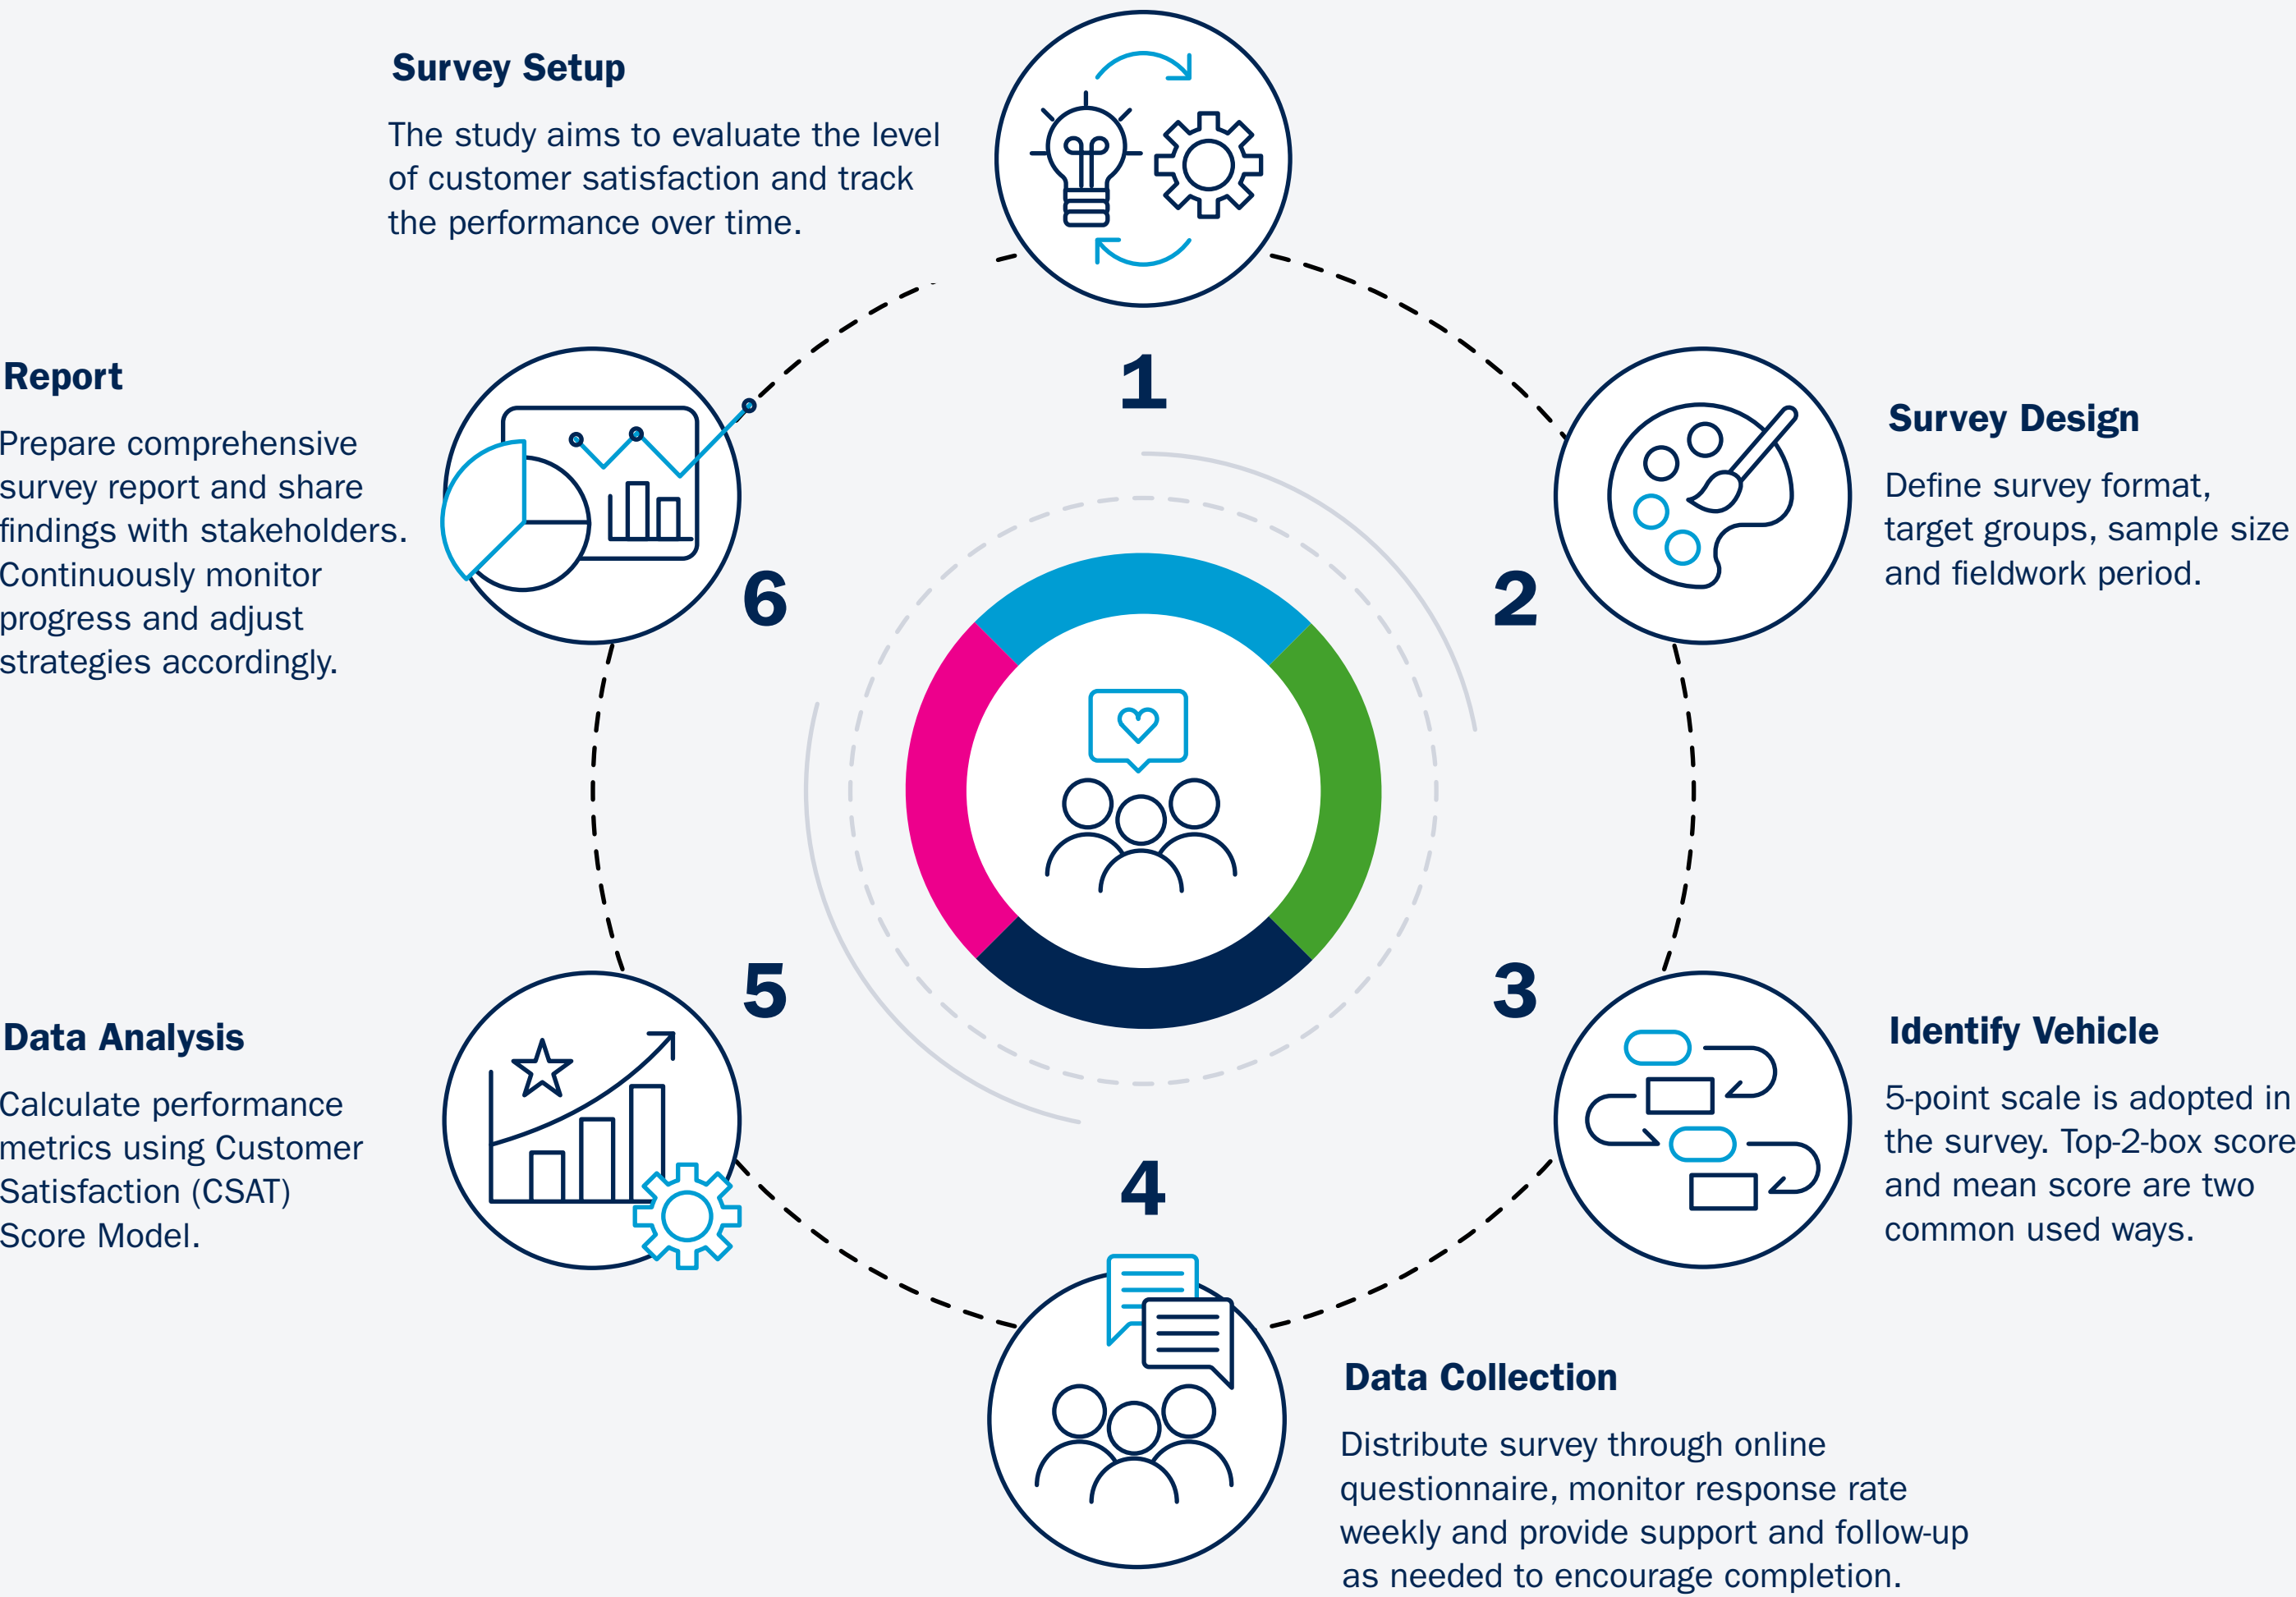 Survey Setup
The study aims to evaluate the level
of customer satisfaction and track
the performance over time.
1
Survey Design
Define survey format,
target groups, sample size
and fieldwork period.
2
Identify Vehicle
5-point scale is adopted in
the survey. Top-2-box score
and mean score are two
common used ways.
3
Data Collection
Distribute survey through online
questionnaire, monitor response rate
weekly and provide support and follow-up
as needed to encourage completion.
4
Data Analysis
Calculate performance
metrics using Customer
Satisfaction (CSAT)
Score Model.
5
Report
Prepare comprehensive
survey report and share
findings with stakeholders.
Continuously monitor
progress and adjust
strategies accordingly.
6